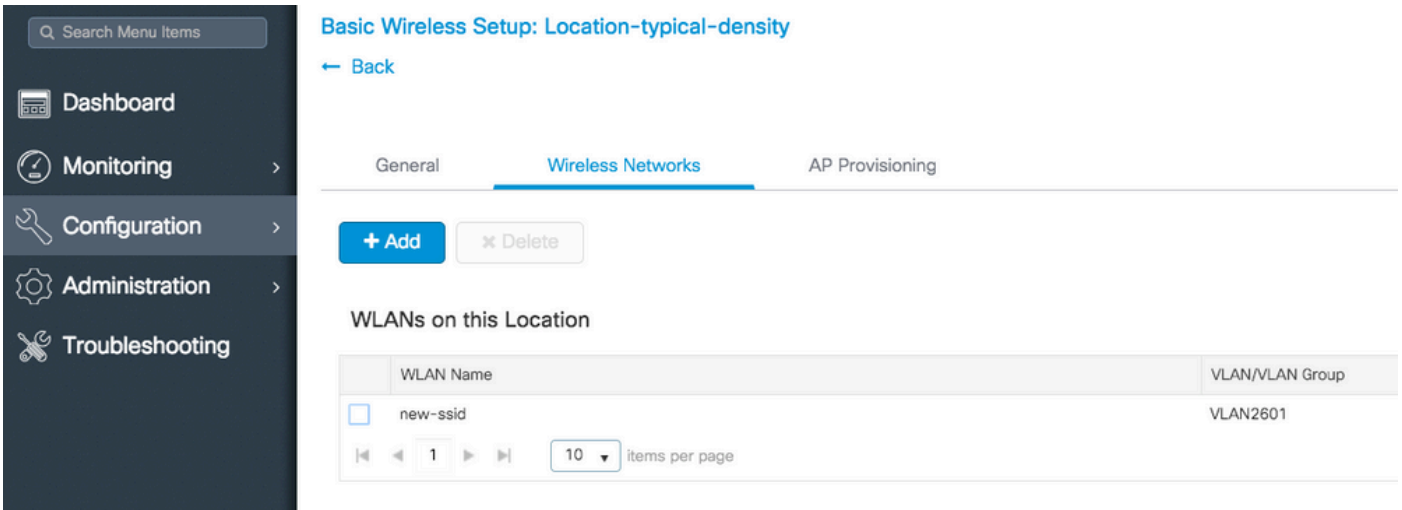 Search Menu Items
Dashboard
Monitoring
Configuration
Administration
Troubleshooting
Basic Wireless Setup: Location-typical-density
← Back
General Wireless Networks AP Provisioning
+ Add × Delete
WLANs on this Location
WLAN Name VLAN/VLAN Group
new-ssid VLAN2601
1 10 items per page